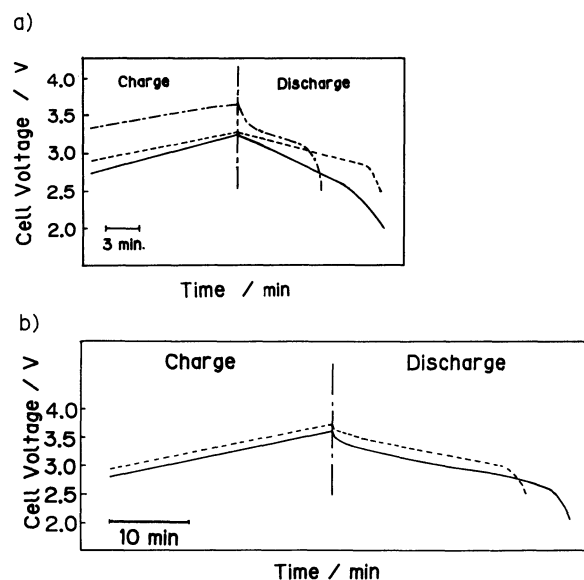 a)
Cell Voltage / V
4.0
3.5
3.0
2.5
2.0
Charge
Discharge
3 min.
Time / min
b)
Cell Voltage / V
4.0
3.5
3.0
2.5
2.0
Charge
Discharge
10 min
Time / min